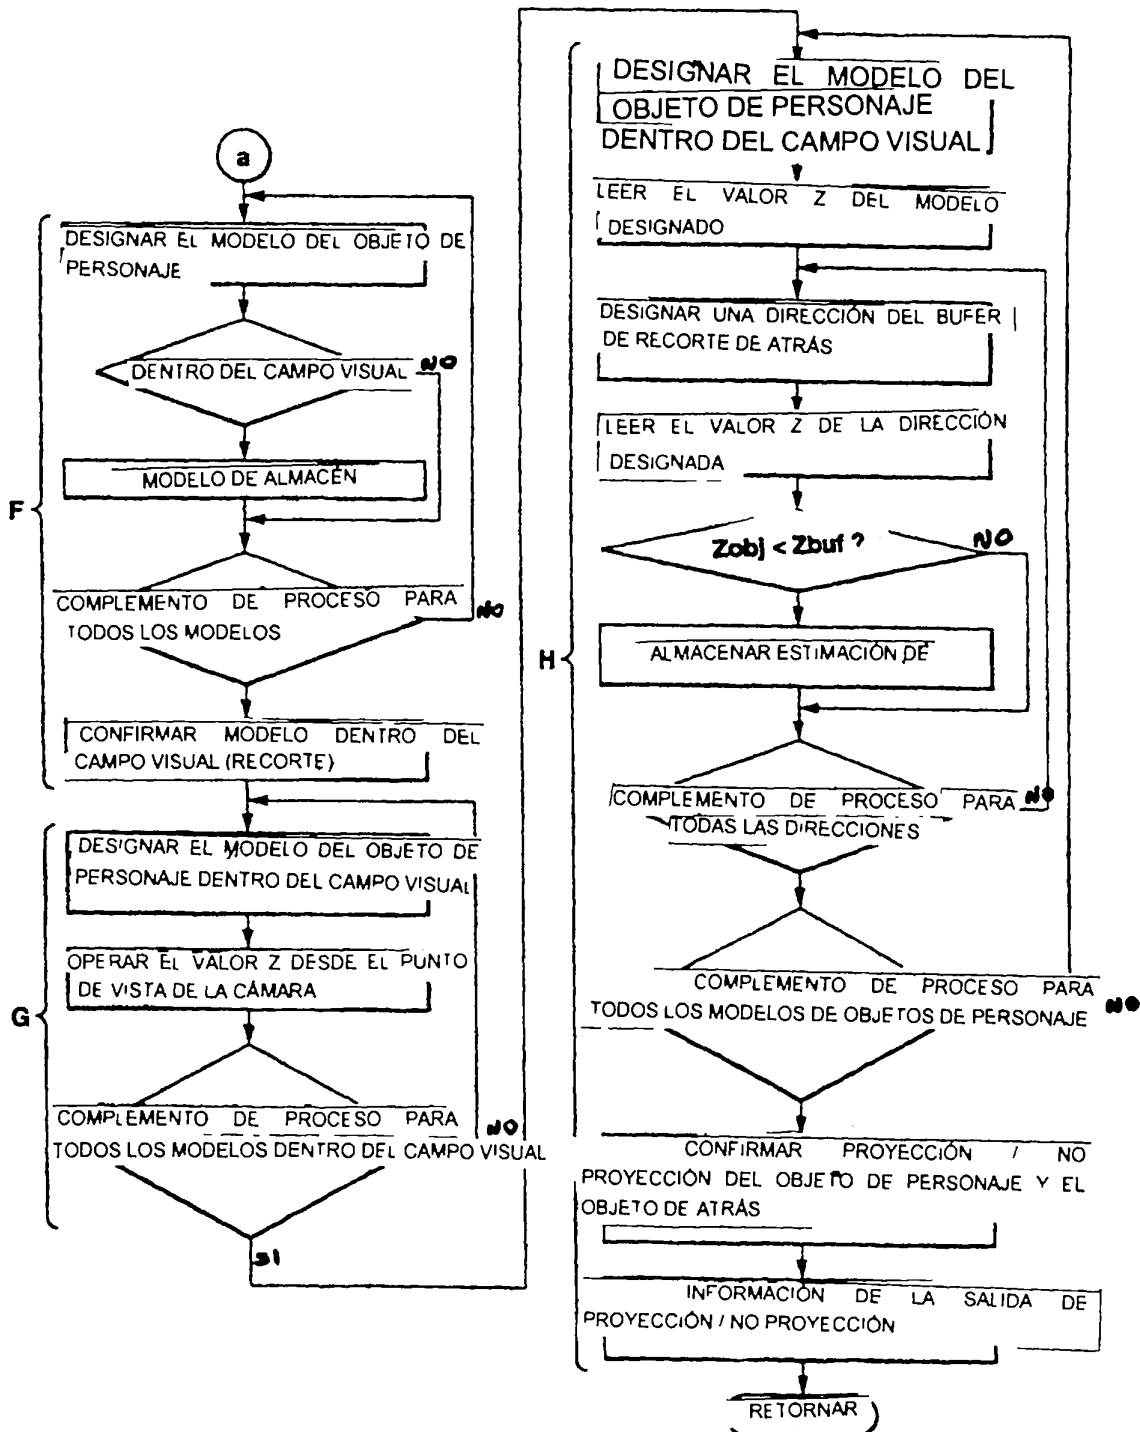 a
DESIGNAR EL MODELO DEL OBJETO DE
PERSONAJE
DENTRO DEL CAMPO VISUAL
NO
MODELO DE ALMACÉN
F
COMPLEMENTO DE PROCESO PARA
TODOS LOS MODELOS
NO
CONFIRMAR MODELO DENTRO DEL
CAMPO VISUAL (RECORTE)
DESIGNAR EL MODELO DEL OBJETO DE
PERSONAJE DENTRO DEL CAMPO VISUAL
OPERAR EL VALOR Z DESDE EL PUNTO
DE VISTA DE LA CÁMARA
G
COMPLEMENTO DE PROCESO PARA
NO
TODOS LOS MODELOS DENTRO DEL CAMPO VISUAL
SI
DESIGNAR EL MODELO DEL
OBJETO DE PERSONAJE
DENTRO DEL CAMPO VISUAL
LEER EL VALOR Z DEL MODELO
DESIGNADO
DESIGNAR UNA DIRECCIÓN DEL BUFER
DE RECORTE DE ATRÁS
LEER EL VALOR Z DE LA DIRECCIÓN
DESIGNADA
Zobj < Zbuf ?
NO
H
ALMACENAR ESTIMACIÓN DE
COMPLEMENTO DE PROCESO PARA
NO
TODAS LAS DIRECCIONES
COMPLEMENTO DE PROCESO PARA
TODOS LOS MODELOS DE OBJETOS DE PERSONAJE
NO
CONFIRMAR PROYECCIÓN / NO
PROYECCIÓN DEL OBJETO DE PERSONAJE Y EL
OBJETO DE ATRÁS
INFORMACIÓN DE LA SALIDA DE
PROYECCIÓN / NO PROYECCIÓN
RETORNAR